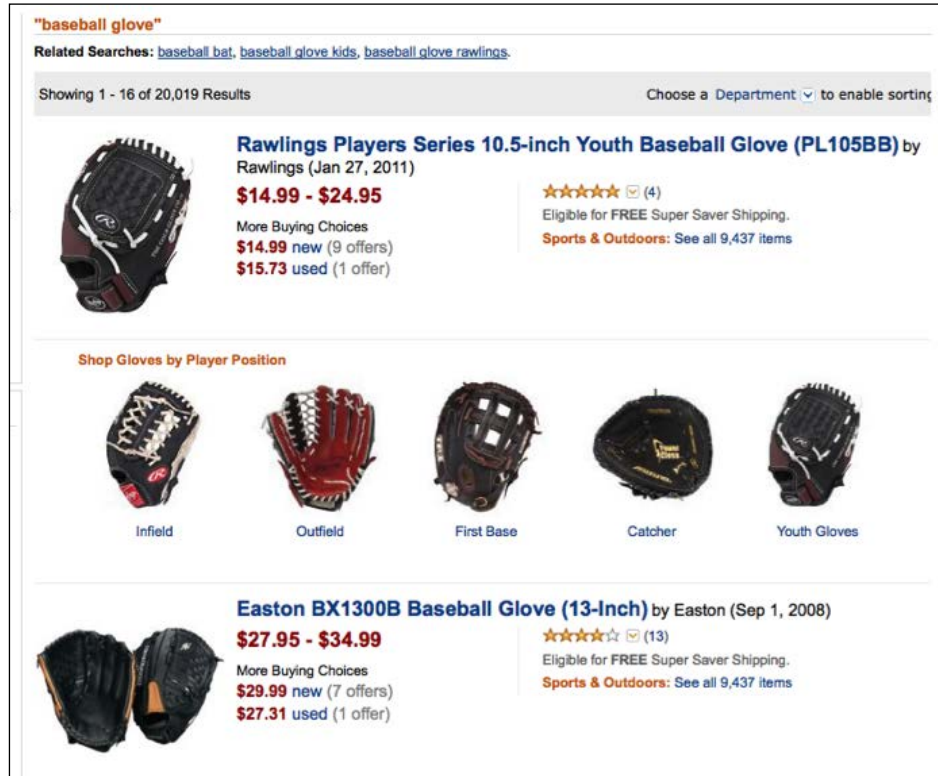 "baseball glove"
Related Searches: baseball bat, baseball glove kids, baseball glove rawlings.
Showing 1 - 16 of 20,019 Results
Choose a Department to enable sorting
Rawlings Players Series 10.5-inch Youth Baseball Glove (PL105BB) by
Rawlings (Jan 27, 2011)
$14.99 - $24.95
More Buying Choices
$14.99 new (9 offers)
$15.73 used (1 offer)
(4)
Eligible for FREE Super Saver Shipping.
Sports & Outdoors: See all 9,437 items
Shop Gloves by Player Position
Infield
Outfield
First Base
Catcher
Youth Gloves
Easton BX1300B Baseball Glove (13-Inch) by Easton (Sep 1, 2008)
$27.95 - $34.99
More Buying Choices
$29.99 new (7 offers)
$27.31 used (1 offer)
(13)
Eligible for FREE Super Saver Shipping.
Sports & Outdoors: See all 9,437 items